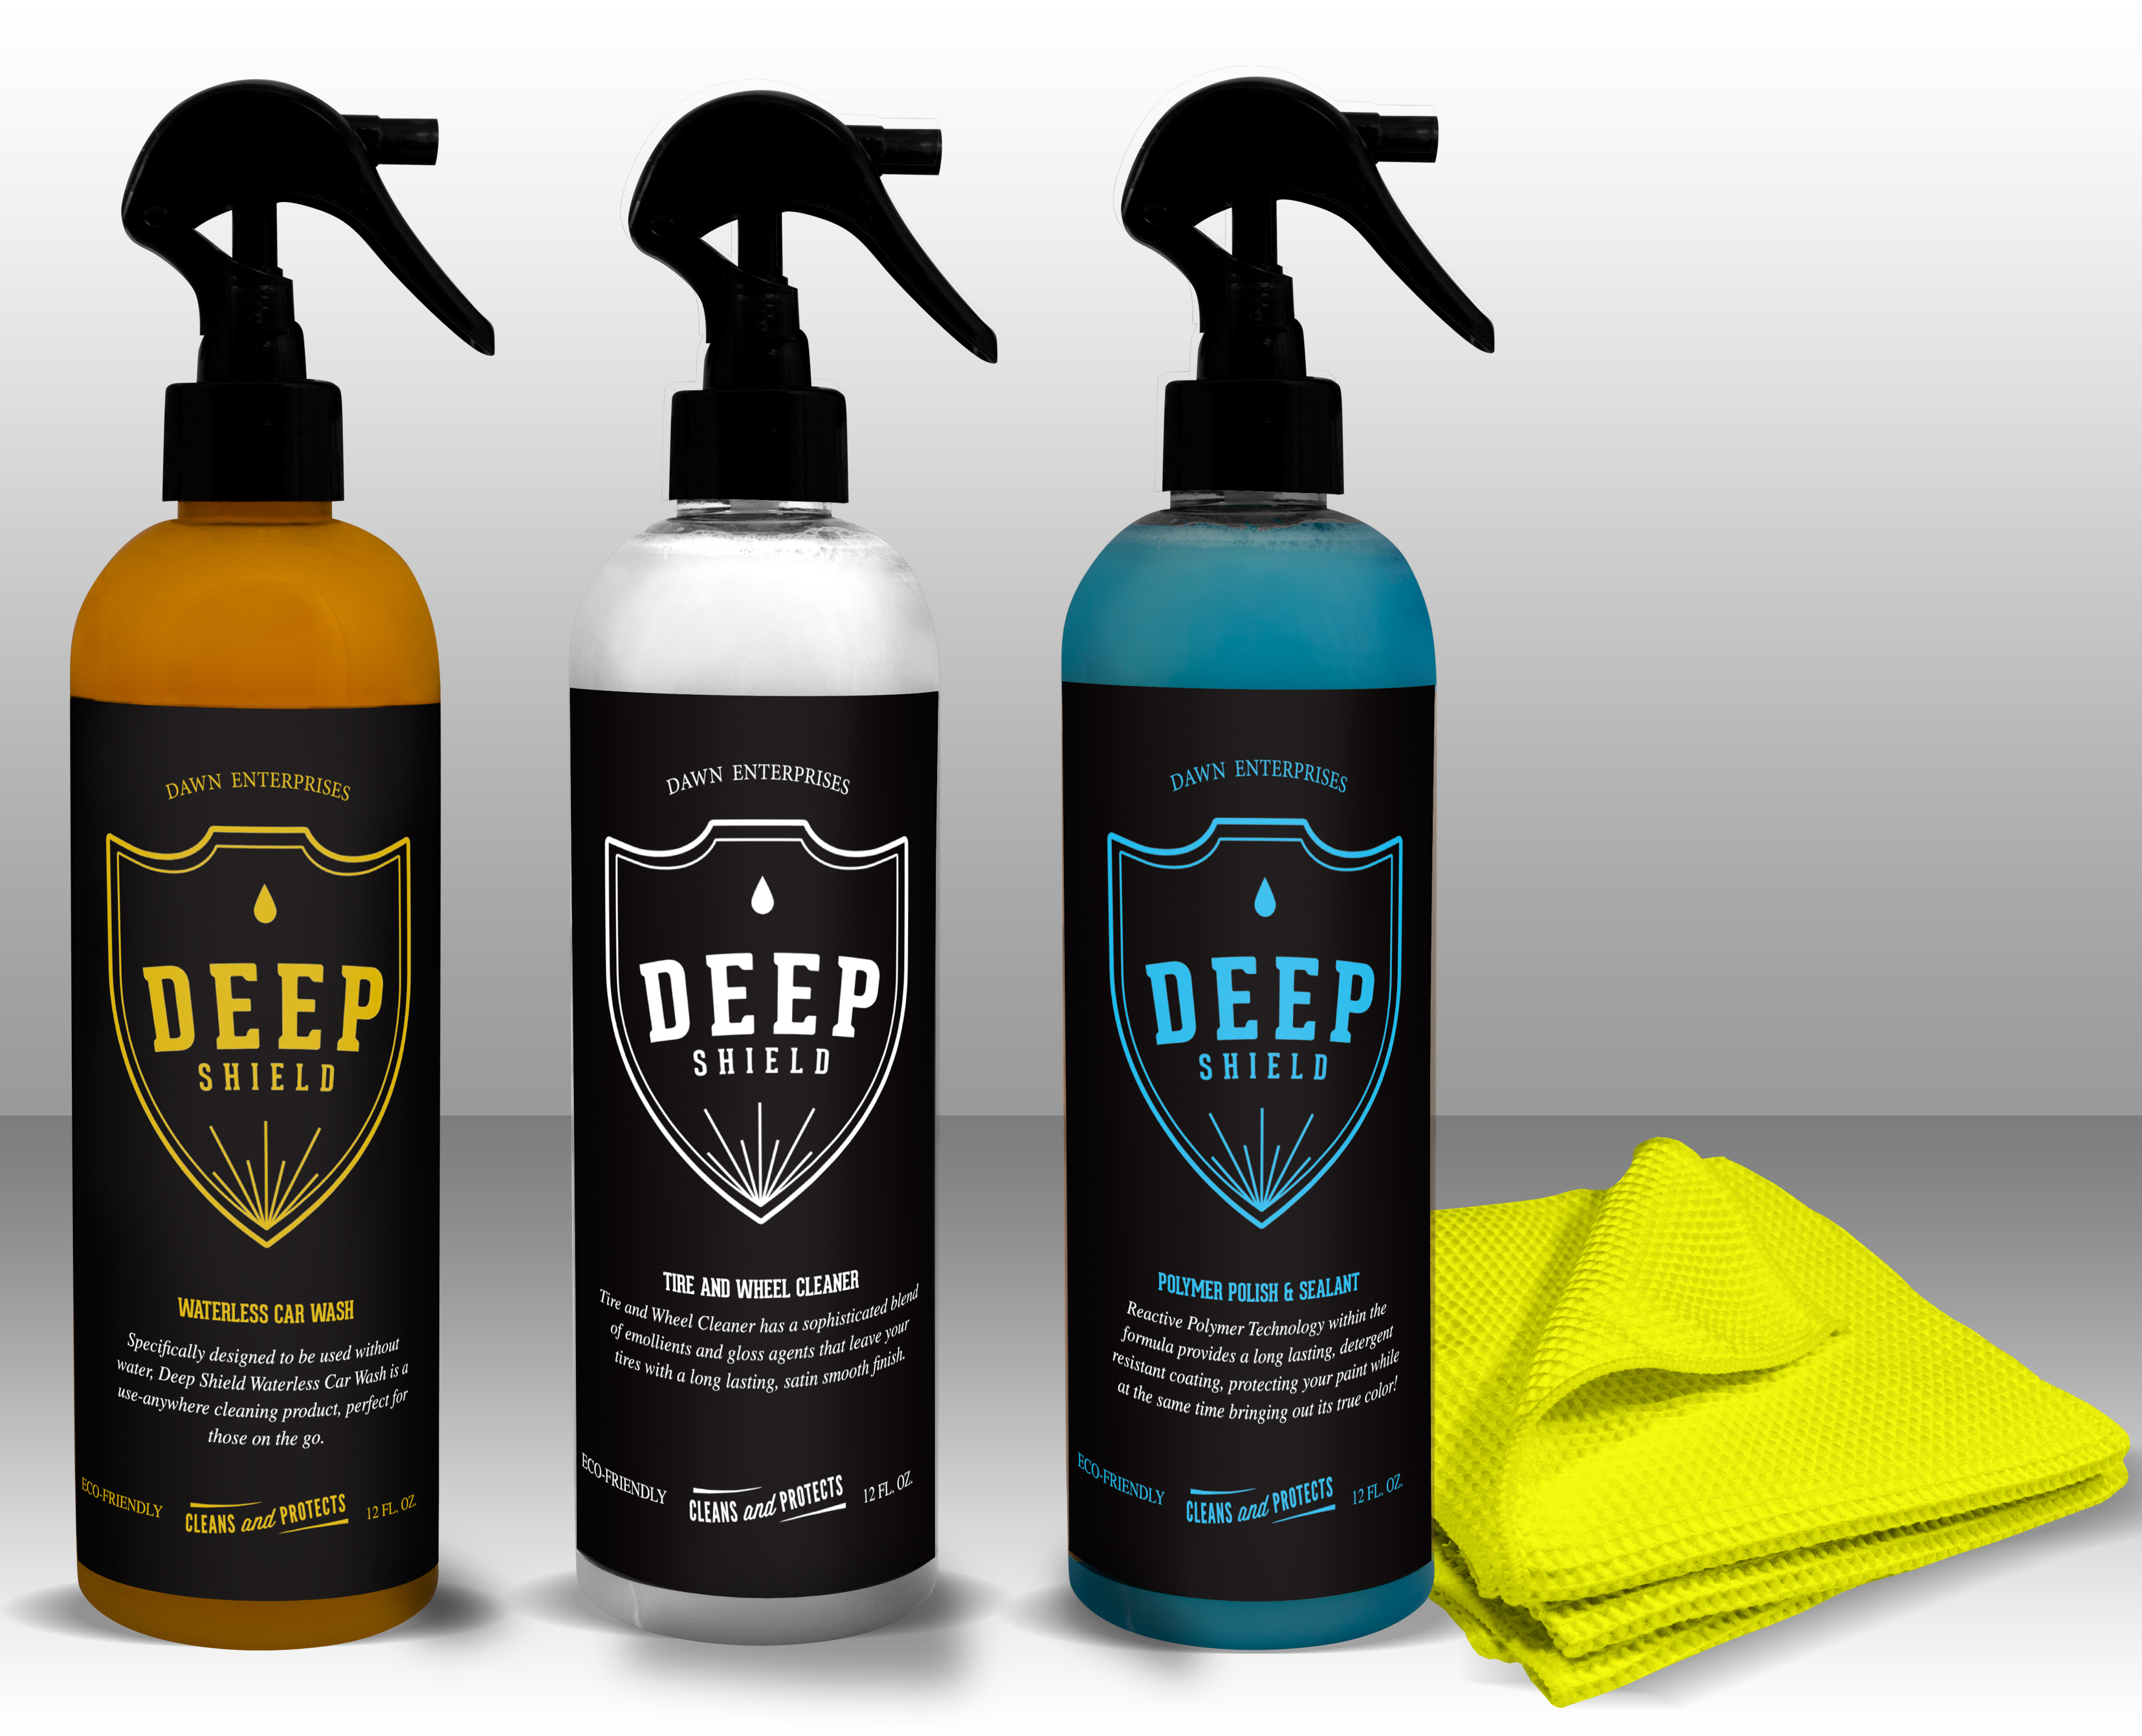 DAWN ENTERPRISES
DEEP
SHIELD
WATERLESS CAR WASH
Specifically designed to be used without
water, Deep Shield Waterless Car Wash is a
use-anywhere cleaning product, perfect for
those on the go.
ECO-FRIENDLY
CLEANS and PROTECTS
12 FL. OZ.
DAWN ENTERPRISES
DEEP
SHIELD
TIRE AND WHEEL CLEANER
Tire and Wheel Cleaner has a sophisticated blend
of emollients and gloss agents that leave your
tires with a long lasting, satin smooth finish.
ECO-FRIENDLY
CLEANS and PROTECTS
12 FL. OZ.
DAWN ENTERPRISES
DEEP
SHIELD
POLYMER POLISH & SEALANT
Reactive Polymer Technology within the
formula provides a long lasting, detergent
resistant coating, protecting your paint while
at the same time bringing out its true color!
ECO-FRIENDLY
CLEANS and PROTECTS
12 FL. OZ.